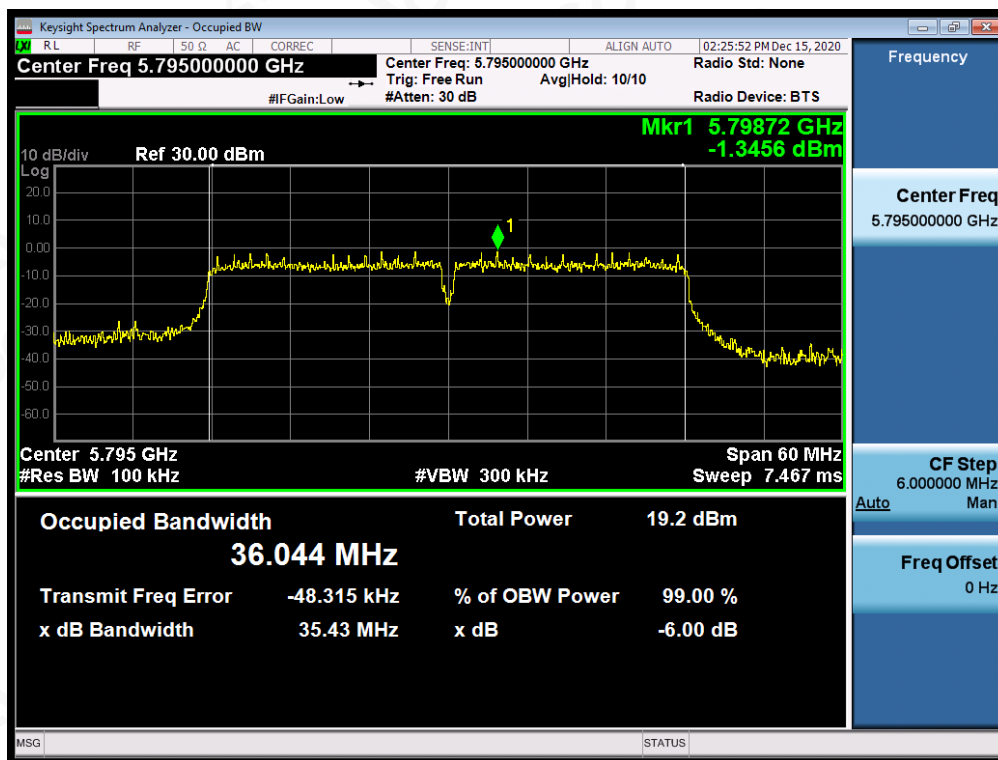 Keysight Spectrum Analyzer - Occupied BW
LXI RL RF 50 Ω AC CORREC SENSE:INT ALIGN AUTO 02:25:52 PM Dec 15, 2020
Center Freq 5.795000000 GHz
Center Freq: 5.795000000 GHz
Radio Std: None
Trig: Free Run Avg|Hold: 10/10
#IFGain:Low
#Atten: 30 dB
Radio Device: BTS
Mkr1 5.79872 GHz
-1.3456 dBm
10 dB/div Ref 30.00 dBm
Log
20.0
10.0
0.00
-10.0
-20.0
-30.0
-40.0
-50.0
-60.0
1
Center 5.795 GHz Span 60 MHz
#Res BW 100 kHz #VBW 300 kHz Sweep 7.467 ms
Occupied Bandwidth Total Power 19.2 dBm
36.044 MHz
Transmit Freq Error -48.315 kHz % of OBW Power 99.00 %
x dB Bandwidth 35.43 MHz x dB -6.00 dB
MSG STATUS
Frequency
Center Freq
5.795000000 GHz
CF Step
6.000000 MHz
Auto Man
Freq Offset
0 Hz